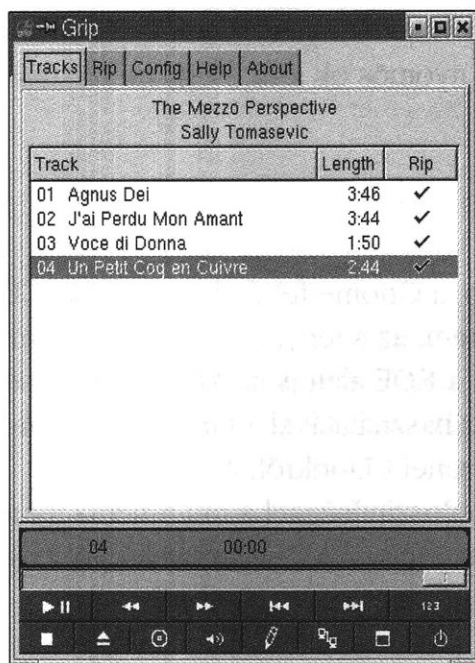 Grip
Tracks Rip Config Help About
The Mezzo Perspective
Sally Tomasevic
Track Length Rip
01 Agnus Dei 3:46
02 J'ai Perdu Mon Amant 3:44
03 Voce di Donna 1:50
04 Un Petit Coq en Cuivre 2:44
04 00:00
123